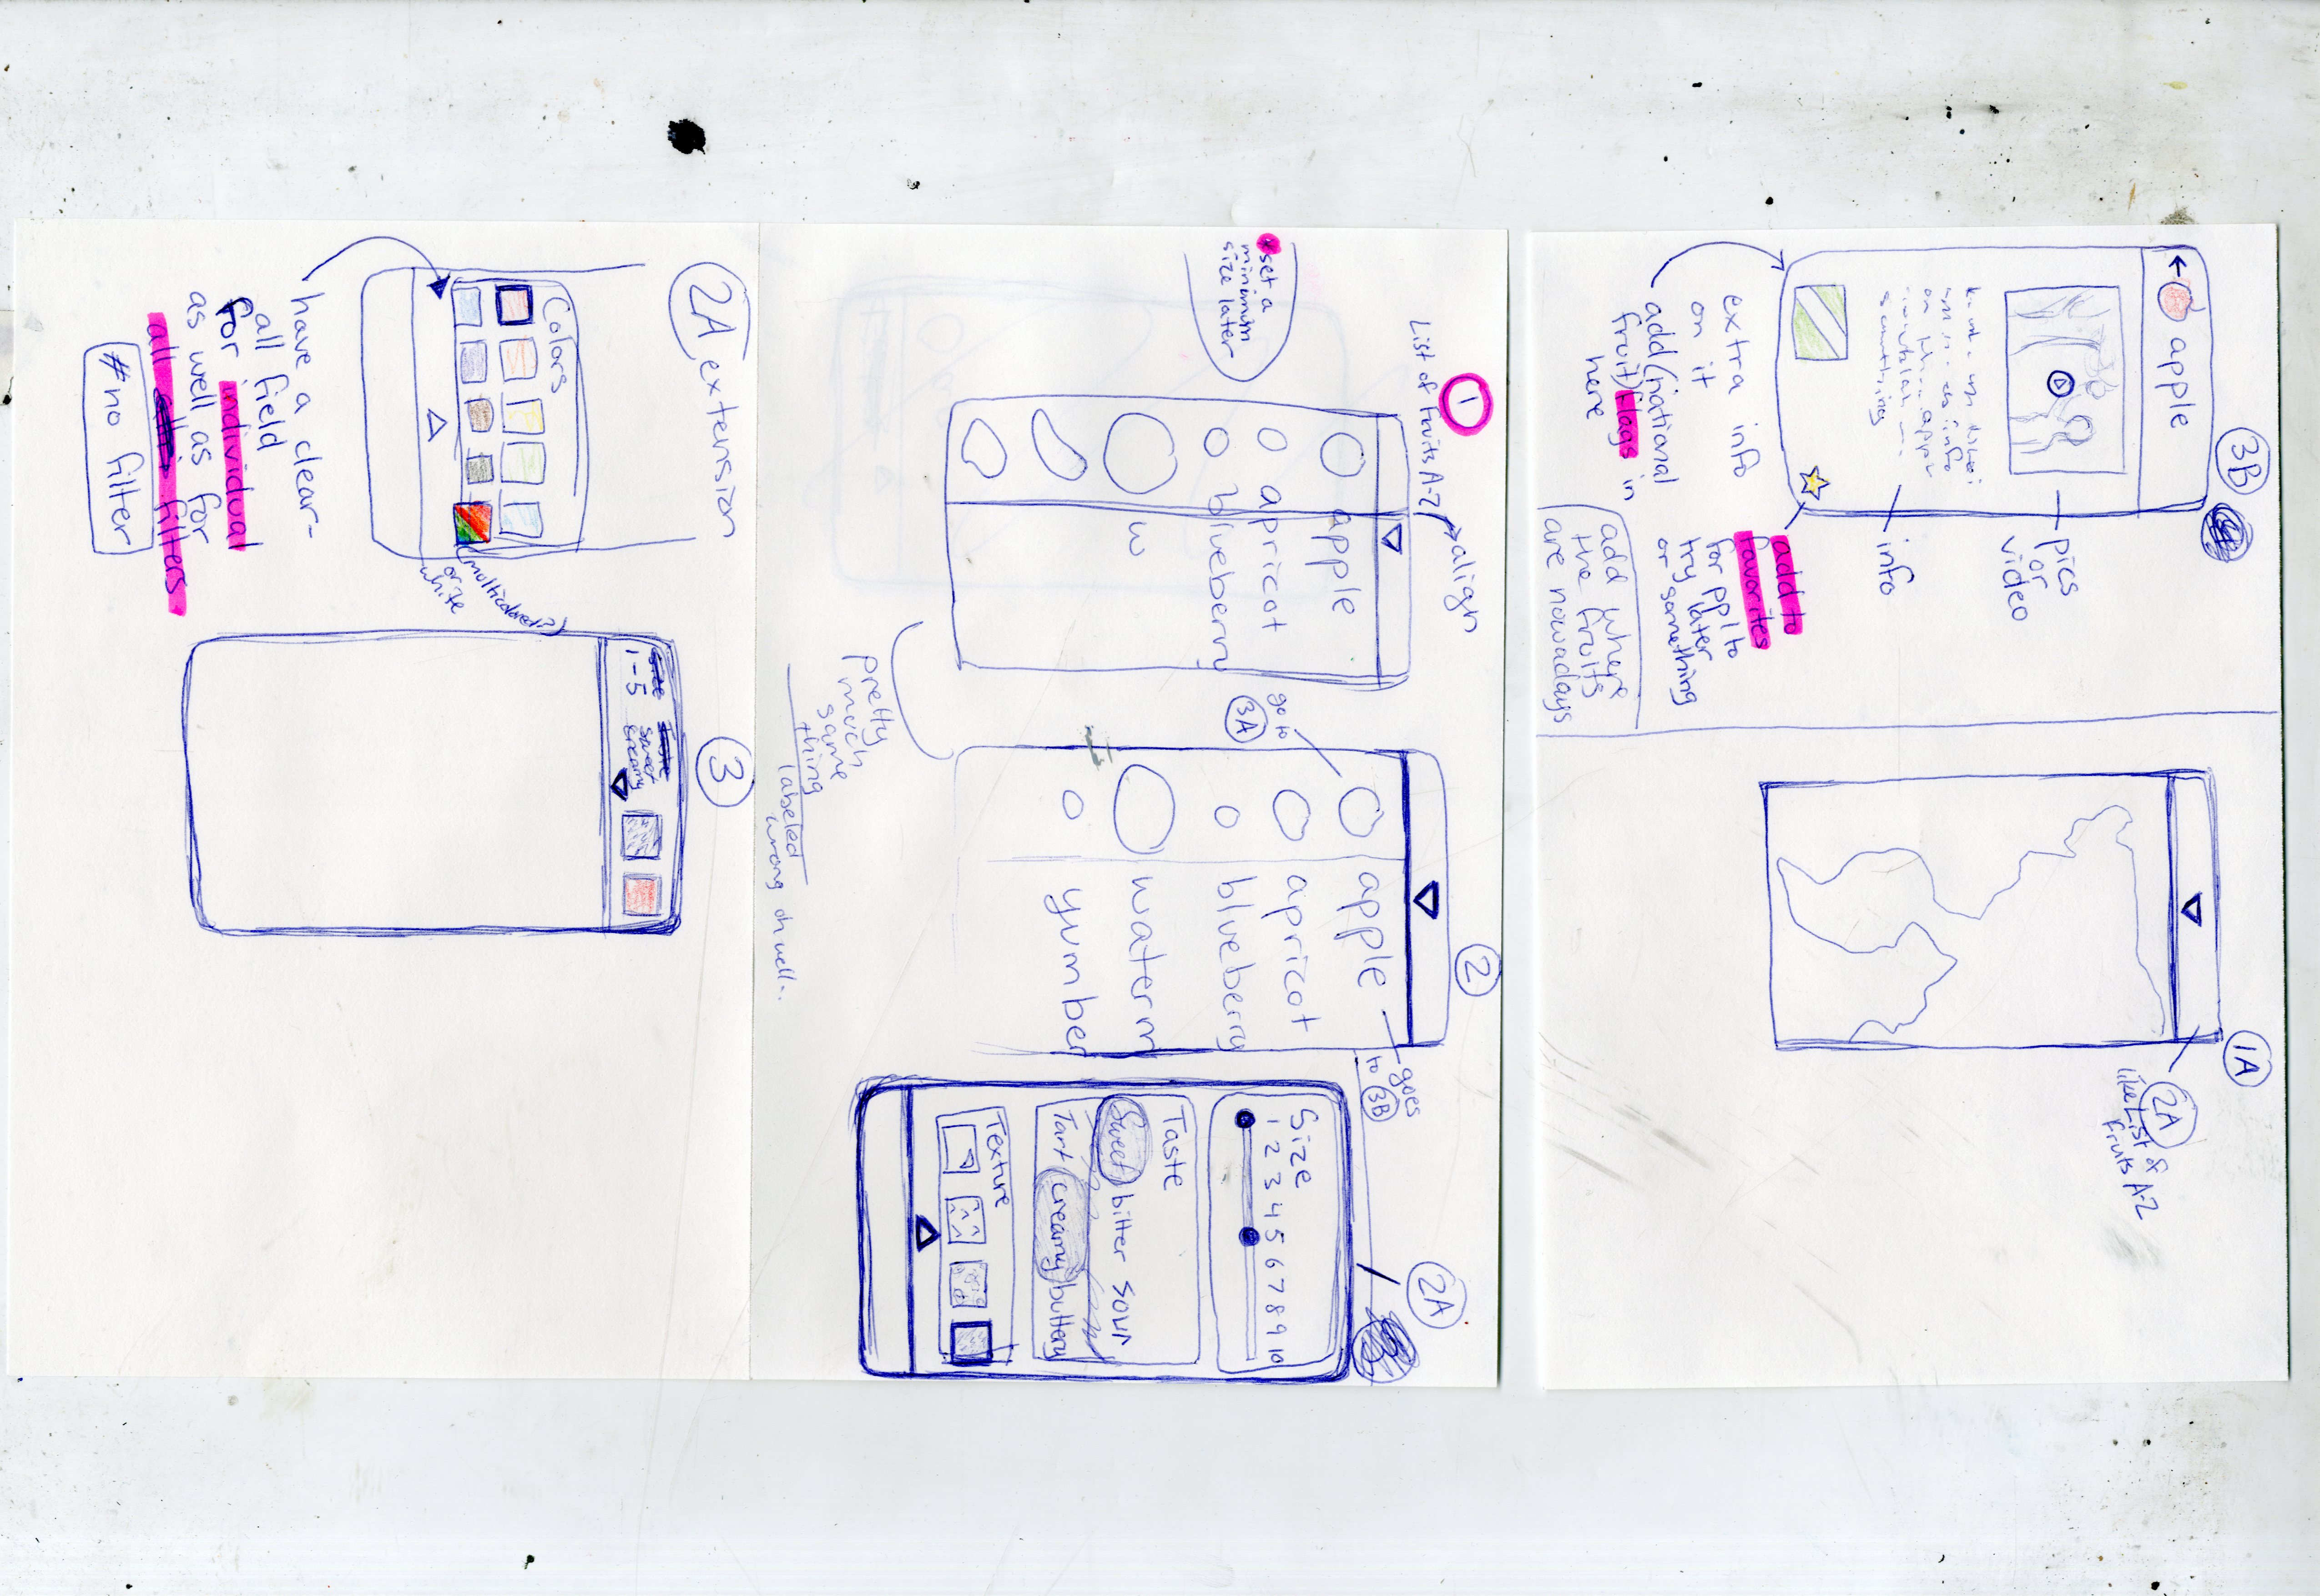 3B
apple
pics
or
video
info
add to
favorites
for ppl to
try later
or something
extra info
on it
add (national
fruit) flags in
here
add where
the fruits
are nowadays
1A
2A
like List of
fruits A-Z
1
List of fruits A-Z
align
*set a
minimum
size later
apple
apricot
blueberry
w
2
go to
3A
apple
apricot
blueberry
waterm
yumber
goes
to 3B
pretty
much
same
thing
labeled
wrong oh well..
2A
Size
1 2 3 4 5 6 7 8 9 10
Taste
Sweet bitter sour
Tart creamy buttery
Texture
2A extension
Colors
(multicolored?)
or
white
have a clear-
all field
for individual
as well as for
all filters
#no filter
3
1-5
sweet
creamy